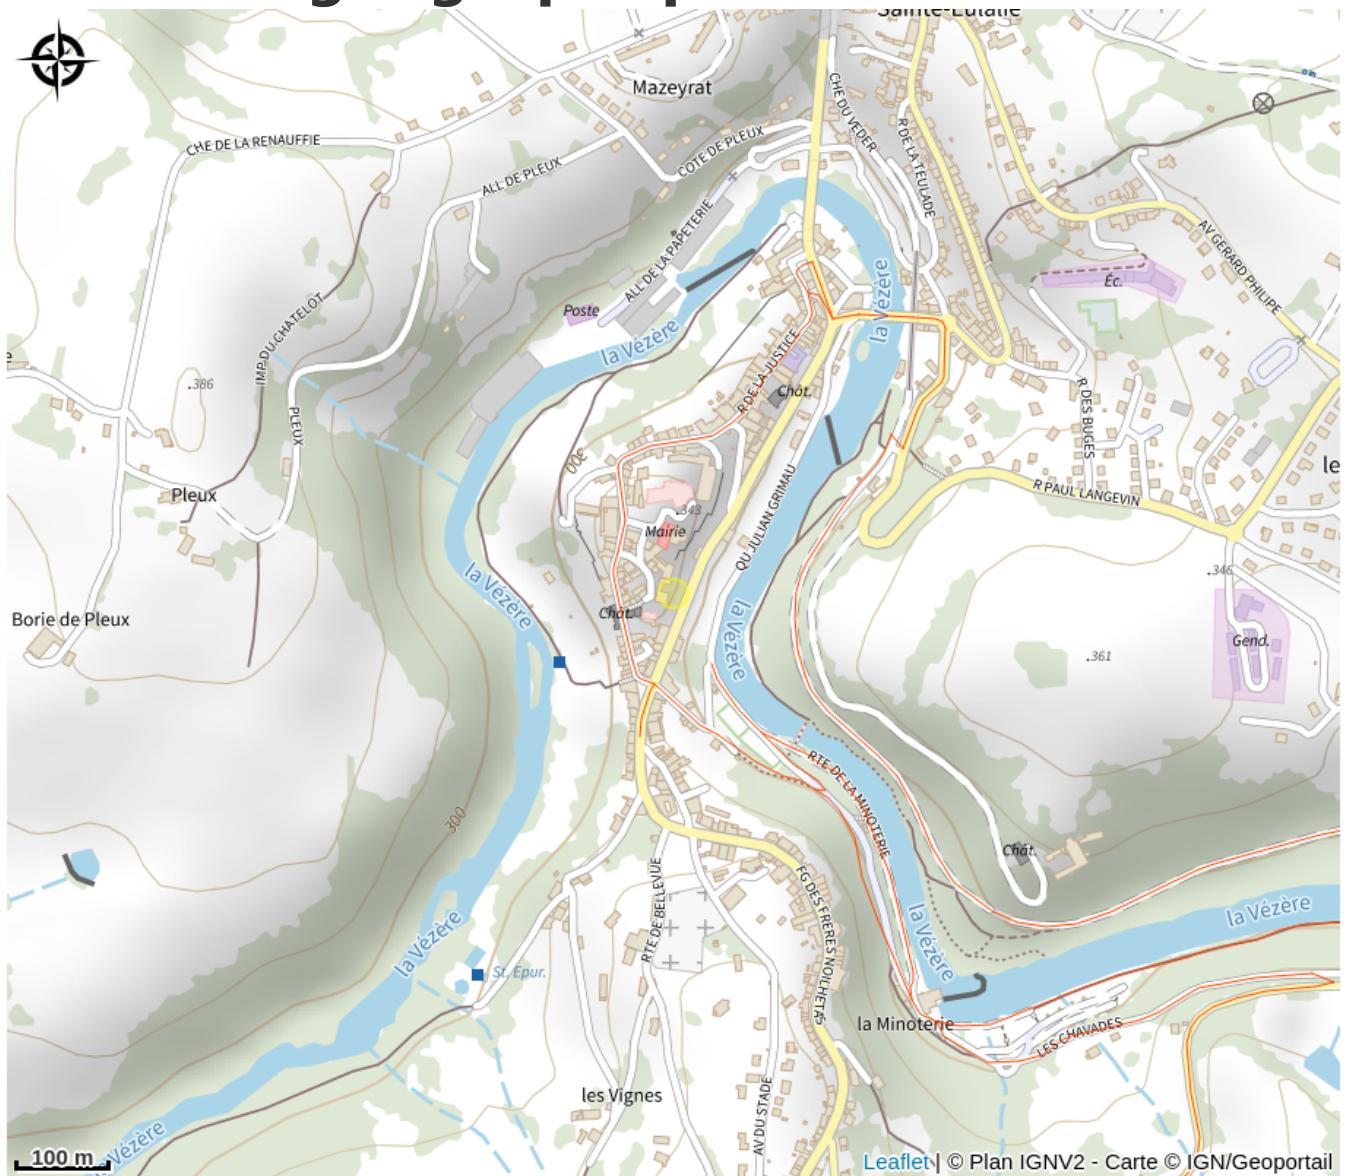 Sainte-Eulalie
Mazeyrat
CHE DU VEDER
R DE LA TEULADE
CHE DE LA RENAUFFIE
COTE DE PLEUX
ALL DE PLEUX
ALL DE LA PAPETERIE
AV GERARD PHILIPE
la Vézère
Éc.
Poste
IMP DU CHATELOT
la Vézère
.386
R DE LA JUSTICE
Chât.
R DES BUGES
PLEUX
300
le
Pleux
R PAUL LANGEVIN
.343
Mairie
QU JULIAN GRIMAU
la Vézère
.346
Borie de Pleux
Chât.
la Vézère
Gend.
.361
RTE DE LA MINOTERIE
300
Chât.
RTE DE BELLEVUE
FG DES FRERES NOILHETAS
la Vézère
la Vézère
la Vézère
St. Epur.
la Minoterie
LES CHAVADES
les Vignes
AV DU STADE
la Vézère
100 m
Leaflet | © Plan IGNV2 - Carte © IGN/Geoportail